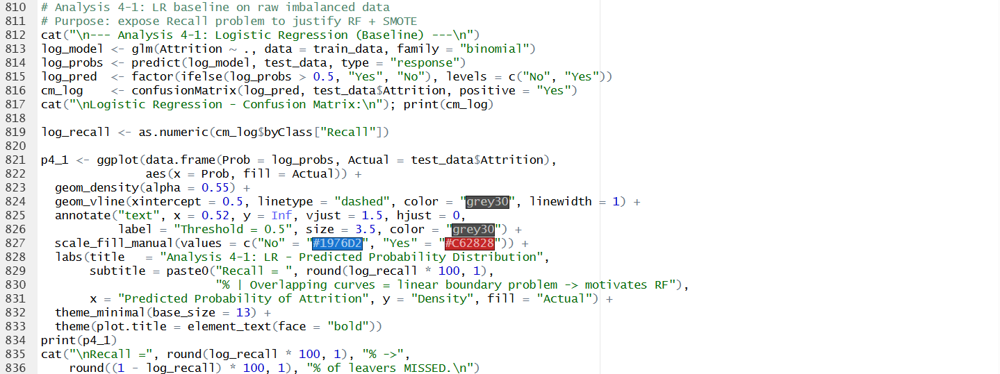 810 # Analysis 4-1: LR baseline on raw imbalanced data
811 # Purpose: expose Recall problem to justify RF + SMOTE
812 cat("\n--- Analysis 4-1: Logistic Regression (Baseline) ---\n")
813 log_model <- glm(Attrition ~ ., data = train_data, family = "binomial")
814 log_probs <- predict(log_model, test_data, type = "response")
815 log_pred  <- factor(ifelse(log_probs > 0.5, "Yes", "No"), levels = c("No", "Yes"))
816 cm_log    <- confusionMatrix(log_pred, test_data$Attrition, positive = "Yes")
817 cat("\nLogistic Regression - Confusion Matrix:\n"); print(cm_log)
818
819 log_recall <- as.numeric(cm_log$byClass["Recall"])
820
821 p4_1 <- ggplot(data.frame(Prob = log_probs, Actual = test_data$Attrition),
822                aes(x = Prob, fill = Actual)) +
823   geom_density(alpha = 0.55) +
824   geom_vline(xintercept = 0.5, linetype = "dashed", color = "grey30", linewidth = 1) +
825   annotate("text", x = 0.52, y = Inf, vjust = 1.5, hjust = 0,
826            label = "Threshold = 0.5", size = 3.5, color = "grey30") +
827   scale_fill_manual(values = c("No" = "#1976D2", "Yes" = "#C62828")) +
828   labs(title   = "Analysis 4-1: LR - Predicted Probability Distribution",
829        subtitle = paste0("Recall = ", round(log_recall * 100, 1),
830                          "% | Overlapping curves = linear boundary problem -> motivates RF"),
831        x = "Predicted Probability of Attrition", y = "Density", fill = "Actual") +
832   theme_minimal(base_size = 13) +
833   theme(plot.title = element_text(face = "bold"))
834 print(p4_1)
835 cat("\nRecall =", round(log_recall * 100, 1), "% ->",
836     round((1 - log_recall) * 100, 1), "% of leavers MISSED.\n")